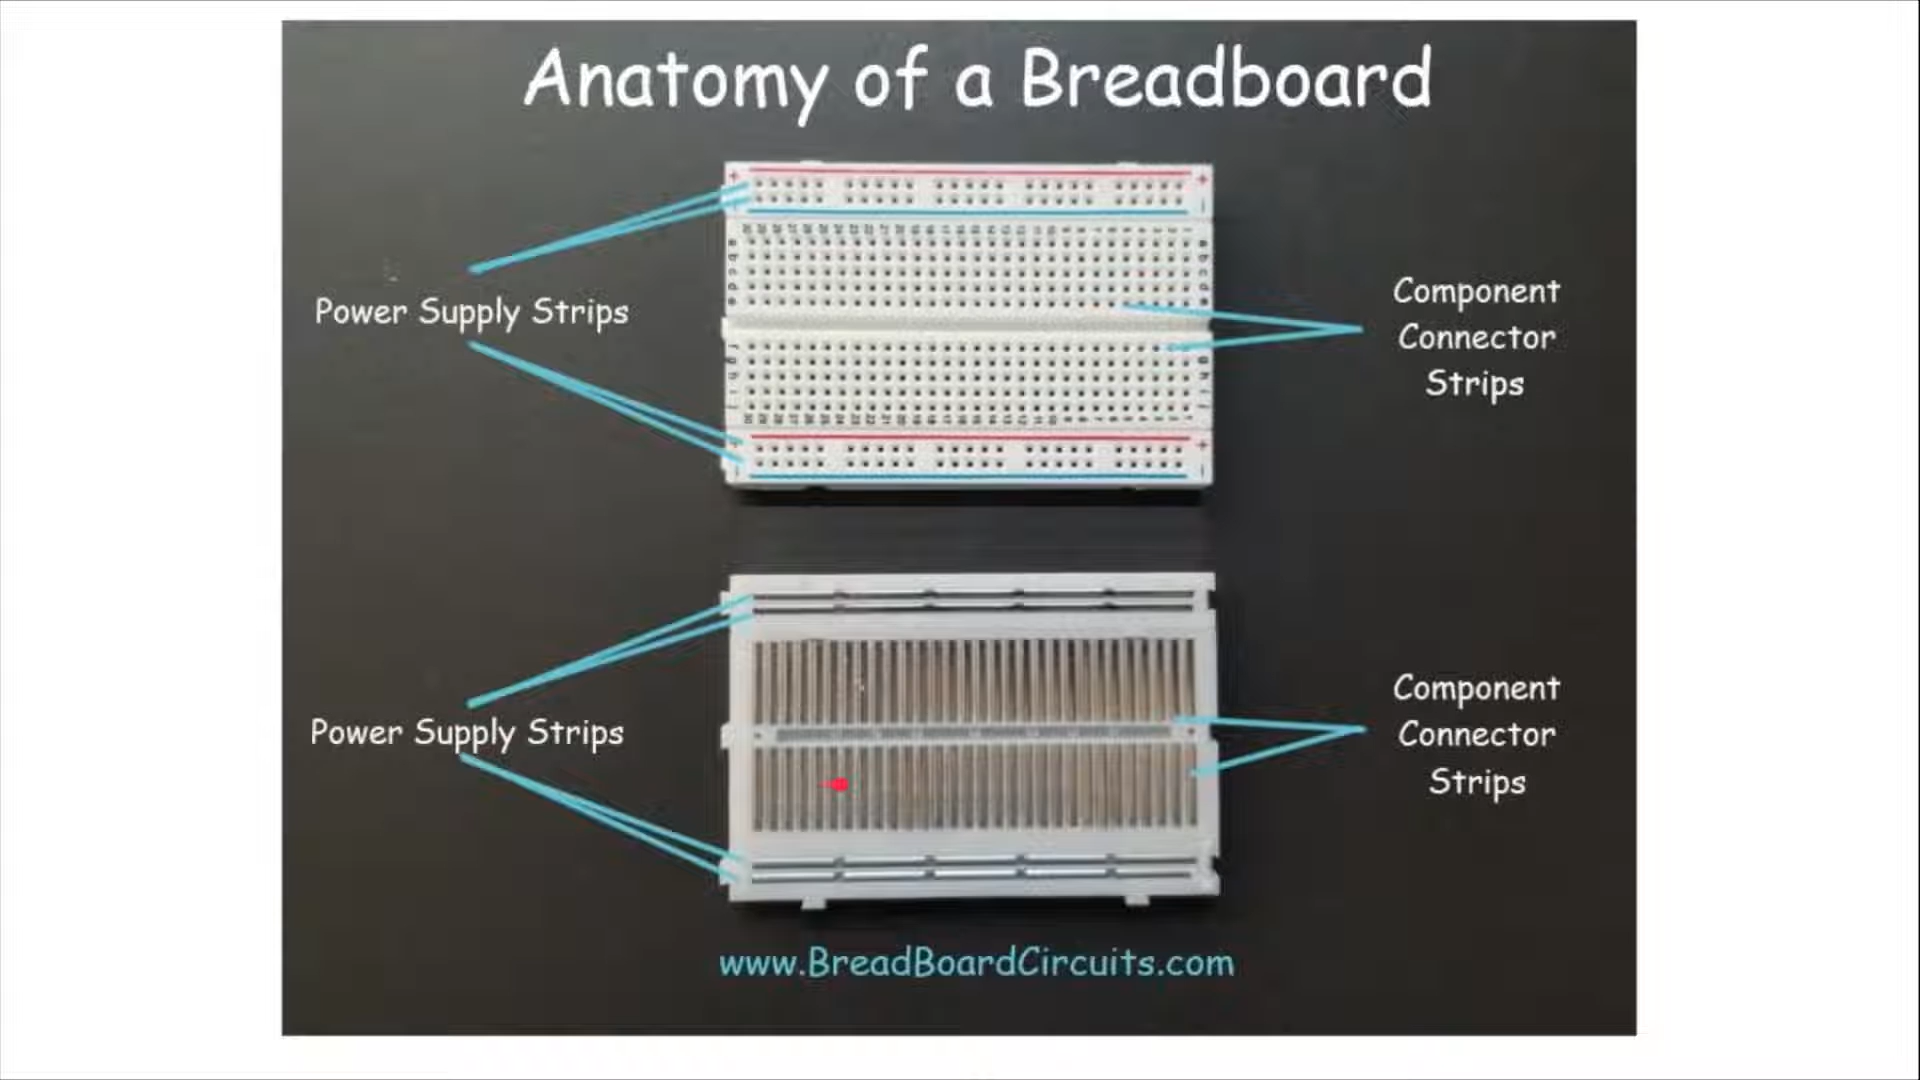 Anatomy of a Breadboard
Power Supply Strips
Component
Connector
Strips
Power Supply Strips
Component
Connector
Strips
www.BreadBoardCircuits.com